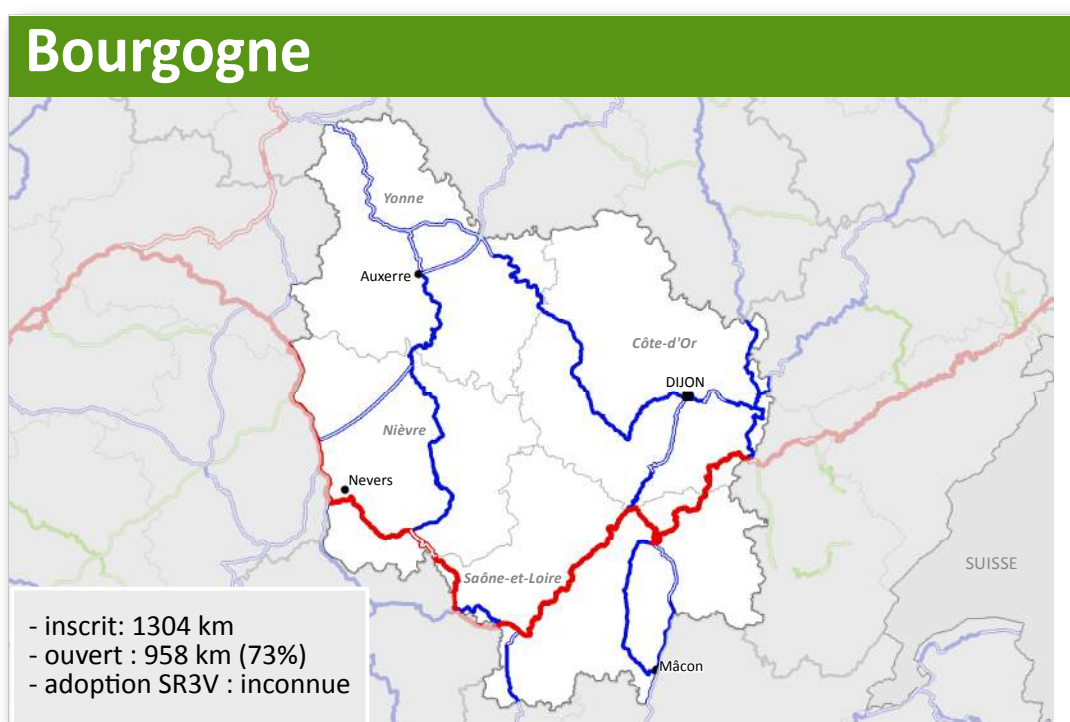 Bourgogne
Yonne
Auxerre
Côte-d'Or
DIJON
Nièvre
Nevers
SUISSE
Saône-et-Loire
Mâcon
- inscrit: 1304 km
- ouvert : 958 km (73%)
- adoption SR3V : inconnue